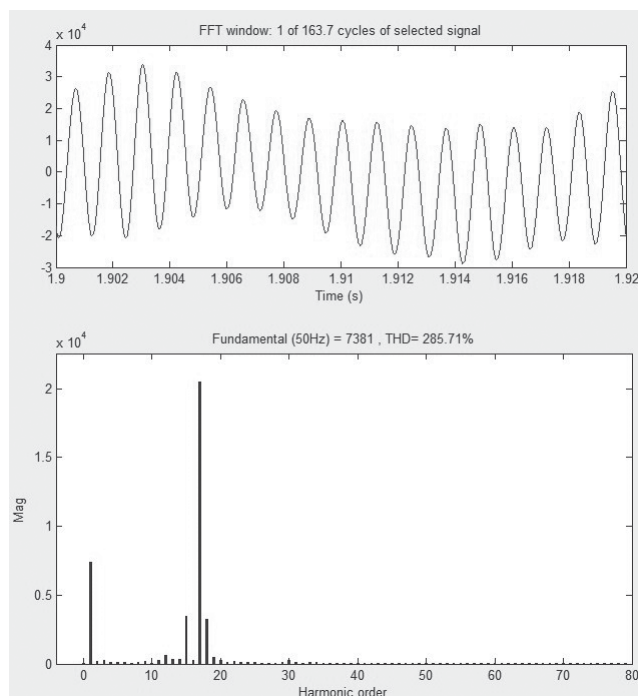 FFT window: 1 of 163.7 cycles of selected signal
x 10^4
4
3
2
1
0
-1
-2
-3
1.9 1.902 1.904 1.906 1.908 1.91 1.912 1.914 1.916 1.918 1.92
Time (s)
Fundamental (50Hz) = 7381 , THD= 285.71%
x 10^4
2
1.5
1
0.5
0
Mag
0 10 20 30 40 50 60 70 80
Harmonic order